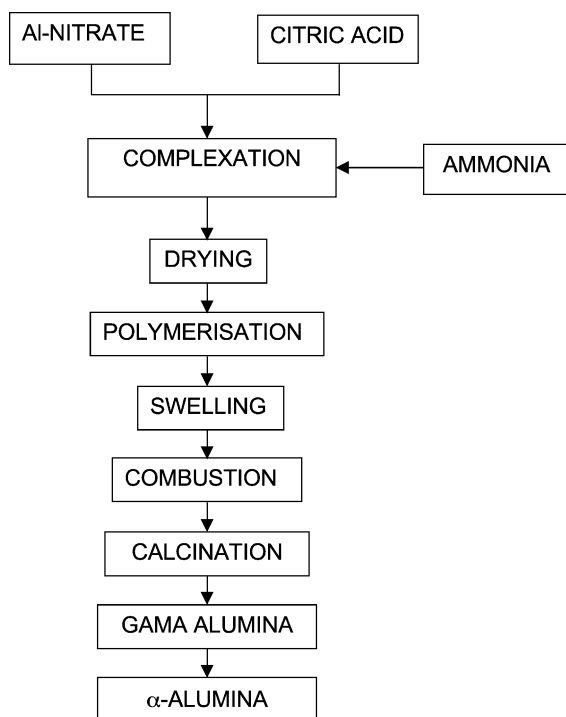 Al-NITRATE
CITRIC ACID
COMPLEXATION
AMMONIA
DRYING
POLYMERISATION
SWELLING
COMBUSTION
CALCINATION
GAMA ALUMINA
α-ALUMINA